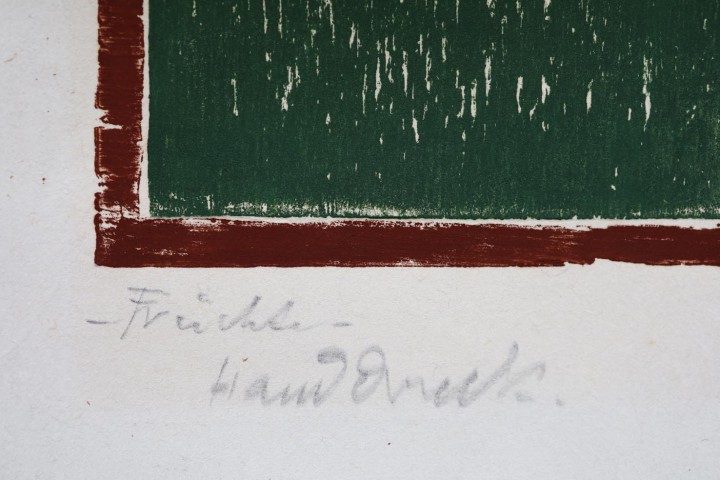 - Früchte -
Handdruck.